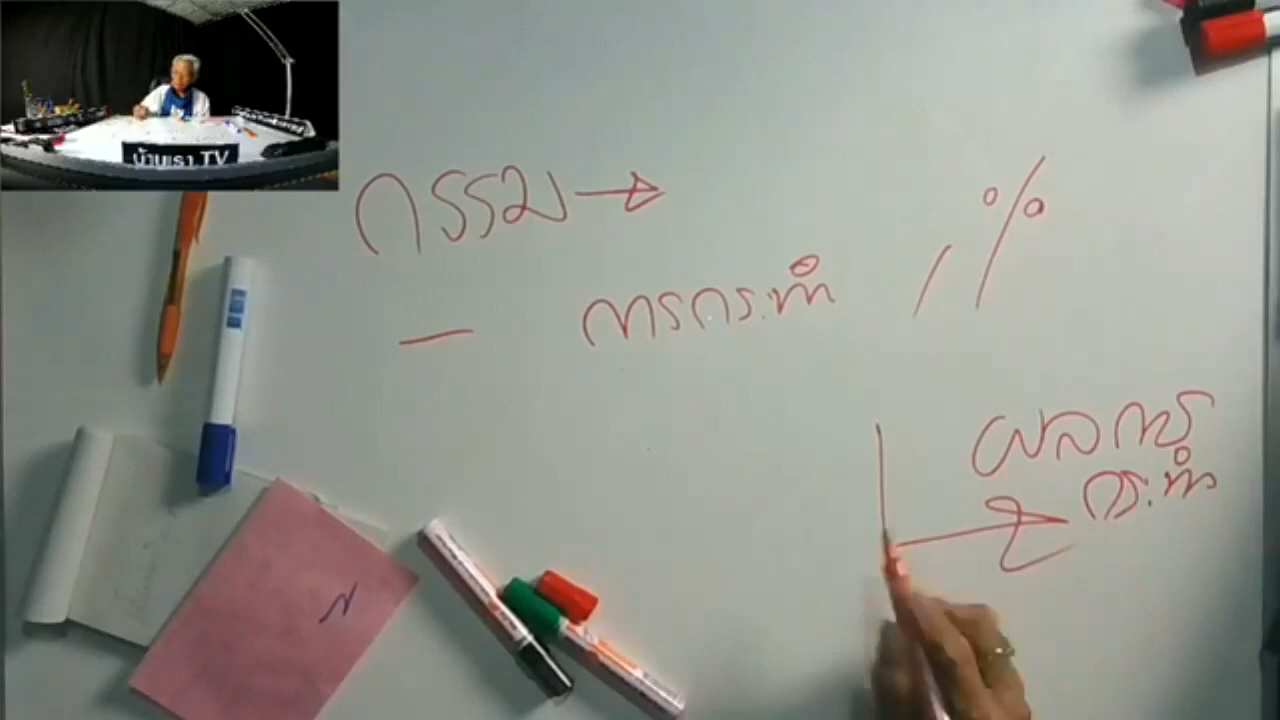 บ้านเรา TV
กรรม →
— การกระทำ
%
ผลการ
กระทำ